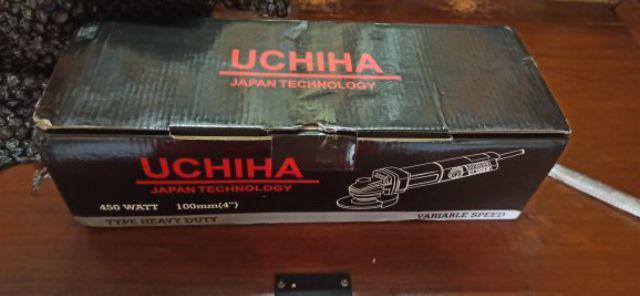 UCHIHA
JAPAN TECHNOLOGY
UCHIHA
JAPAN TECHNOLOGY
450 WATT 100mm(4")
TYPE HEAVY DUTY
VARIABLE SPEED